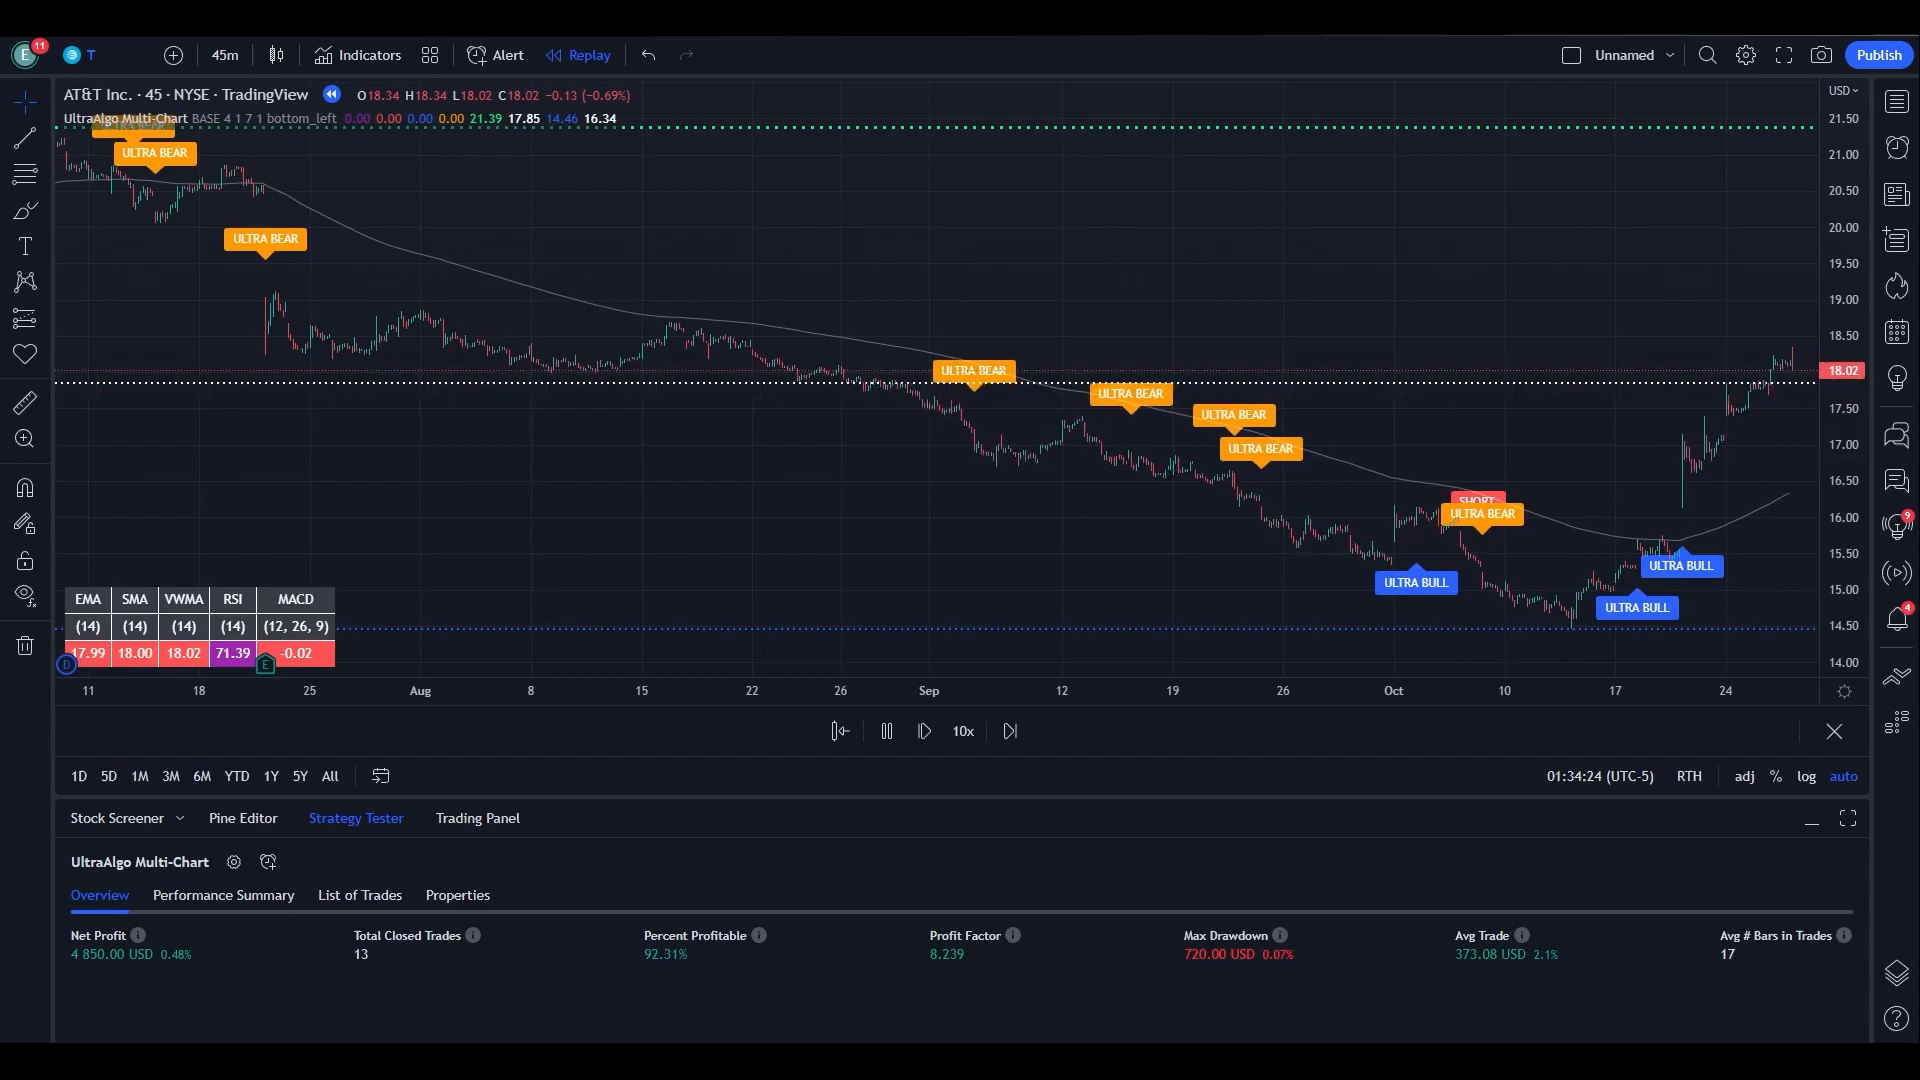 E 11 T 45m Indicators Alert Replay Unnamed Publish
AT&T Inc. · 45 · NYSE · TradingView O18.34 H18.34 L18.02 C18.02 −0.13 (−0.69%)
UltraAlgo Multi-Chart BASE 4 1 7 1 bottom_left 0.00 0.00 0.00 0.00 21.39 17.85 14.46 16.34
USD
21.50
21.00
20.50
20.00
19.50
19.00
18.50
18.02
17.50
17.00
16.50
16.00
15.50
15.00
14.50
14.00
ULTRA BEAR
ULTRA BEAR
ULTRA BEAR
ULTRA BEAR
ULTRA BEAR
ULTRA BEAR
SHORT
ULTRA BEAR
ULTRA BULL
ULTRA BULL
ULTRA BULL
EMA SMA VWMA RSI MACD
(14) (14) (14) (14) (12, 26, 9)
17.99 18.00 18.02 71.39 -0.02
D E
11 18 25 Aug 8 15 22 26 Sep 12 19 26 Oct 10 17 24
10x
1D 5D 1M 3M 6M YTD 1Y 5Y All 01:34:24 (UTC-5) RTH adj % log auto
Stock Screener Pine Editor Strategy Tester Trading Panel
UltraAlgo Multi-Chart
Overview Performance Summary List of Trades Properties
Net Profit Total Closed Trades Percent Profitable Profit Factor Max Drawdown Avg Trade Avg # Bars in Trades
4 850.00 USD 0.48% 13 92.31% 8.239 720.00 USD 0.07% 373.08 USD 2.1% 17
9
4